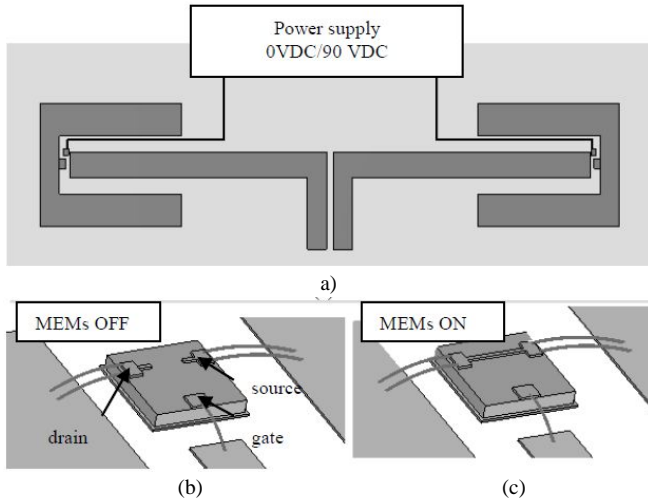 Power supply
0VDC/90 VDC
a)
MEMs OFF
MEMs ON
source
drain
gate
(b)
(c)